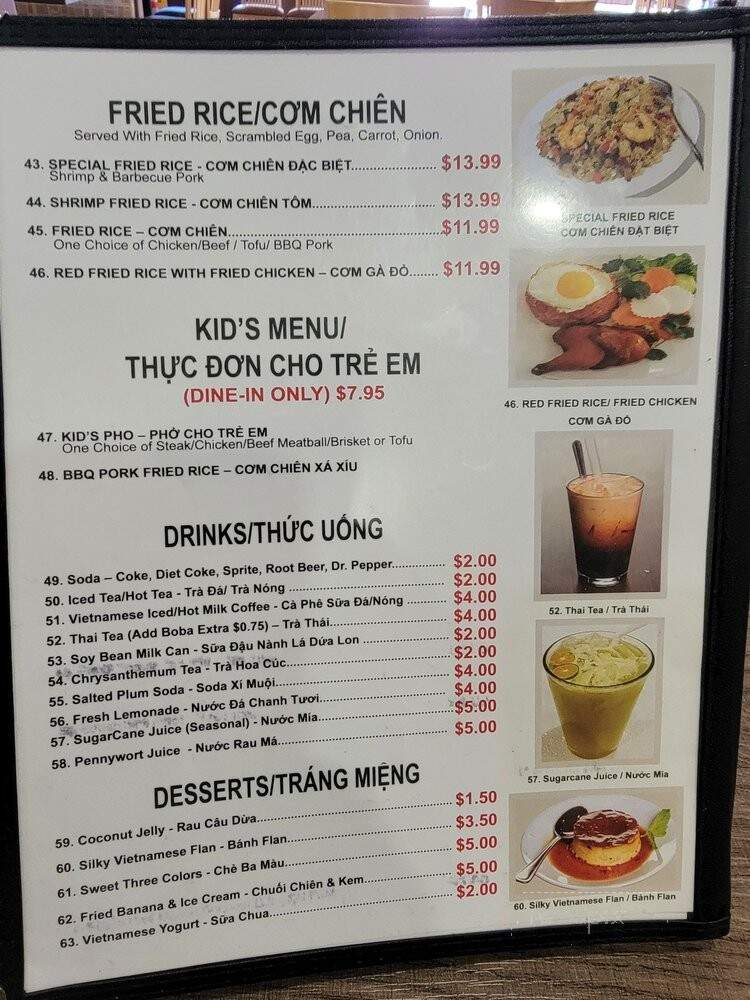 FRIED RICE/CƠM CHIÊN
Served With Fried Rice, Scrambled Egg, Pea, Carrot, Onion.
43. SPECIAL FRIED RICE - CƠM CHIÊN ĐẶC BIỆT........................ $13.99
Shrimp & Barbecue Pork
44. SHRIMP FRIED RICE - CƠM CHIÊN TÔM................................. $13.99
45. FRIED RICE – CƠM CHIÊN..................................................... $11.99
One Choice of Chicken/Beef / Tofu/ BBQ Pork
46. RED FRIED RICE WITH FRIED CHICKEN – CƠM GÀ ĐỎ....... $11.99
SPECIAL FRIED RICE
CƠM CHIÊN ĐẶT BIỆT
46. RED FRIED RICE/ FRIED CHICKEN
CƠM GÀ ĐỎ
KID'S MENU/
THỰC ĐƠN CHO TRẺ EM
(DINE-IN ONLY) $7.95
47. KID'S PHO – PHỞ CHO TRẺ EM
One Choice of Steak/Chicken/Beef Meatball/Brisket or Tofu
48. BBQ PORK FRIED RICE – CƠM CHIÊN XÁ XÍU
DRINKS/THỨC UỐNG
49. Soda – Coke, Diet Coke, Sprite, Root Beer, Dr. Pepper............. $2.00
50. Iced Tea/Hot Tea - Trà Đá/ Trà Nóng ....................................... $2.00
51. Vietnamese Iced/Hot Milk Coffee - Cà Phê Sữa Đá/Nóng .......... $4.00
52. Thai Tea (Add Boba Extra $0.75) – Trà Thái............................. $4.00
53. Soy Bean Milk Can - Sữa Đậu Nành Lá Dứa Lon ...................... $2.00
54. Chrysanthemum Tea - Trà Hoa Cúc......................................... $2.00
55. Salted Plum Soda - Soda Xí Muội............................................ $4.00
56. Fresh Lemonade - Nước Đá Chanh Tươi.................................. $4.00
57. SugarCane Juice (Seasonal) - Nước Mía.................................. $5.00
58. Pennywort Juice - Nước Rau Má.............................................. $5.00
52. Thai Tea / Trà Thái
57. Sugarcane Juice / Nước Mía
DESSERTS/TRÁNG MIỆNG
59. Coconut Jelly - Rau Câu Dừa.................................................. $1.50
60. Silky Vietnamese Flan - Bánh Flan.......................................... $3.50
61. Sweet Three Colors - Chè Ba Màu........................................... $5.00
62. Fried Banana & Ice Cream - Chuối Chiên & Kem...................... $5.00
63. Vietnamese Yogurt - Sữa Chua............................................... $2.00
60. Silky Vietnamese Flan / Bánh Flan